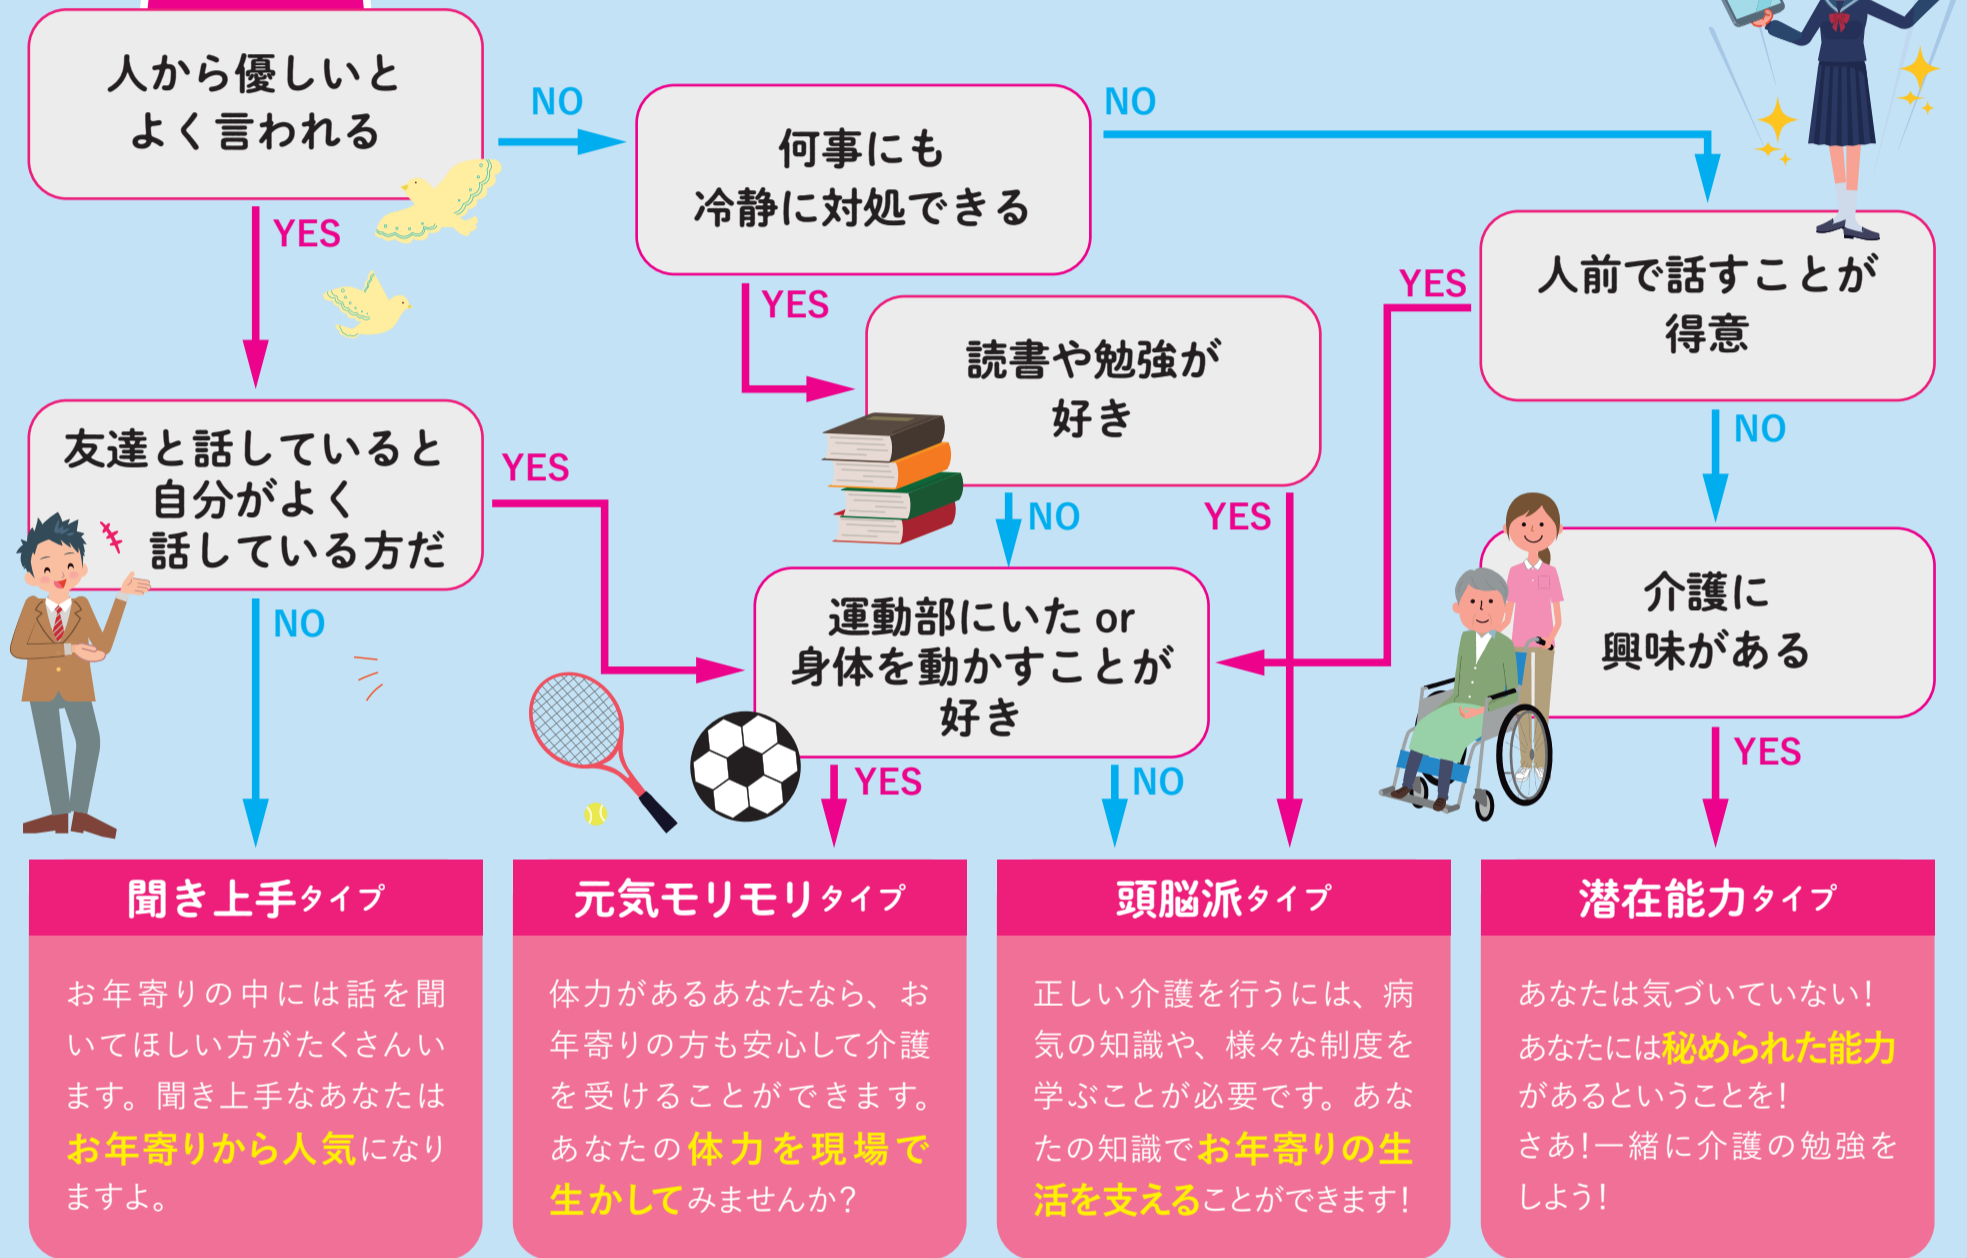 人から優しいと
よく言われる
NO
何事にも
冷静に対処できる
NO
YES
YES
人前で話すことが
得意
YES
読書や勉強が
好き
友達と話していると
自分がよく
話している方だ
YES
NO
NO
YES
NO
運動部にいた or
身体を動かすことが
好き
介護に
興味がある
YES
NO
YES
聞き上手タイプ
お年寄りの中には話を聞
いてほしい方がたくさんい
ます。聞き上手なあなたは
お年寄りから人気になり
ますよ。
元気モリモリタイプ
体力があるあなたなら、お
年寄りの方も安心して介護
を受けることができます。
あなたの体力を現場で
生かしてみませんか?
頭脳派タイプ
正しい介護を行うには、病
気の知識や、様々な制度を
学ぶことが必要です。あな
たの知識でお年寄りの生
活を支えることができます!
潜在能力タイプ
あなたは気づいていない!
あなたには秘められた能力
があるということを!
さあ!一緒に介護の勉強を
しよう!